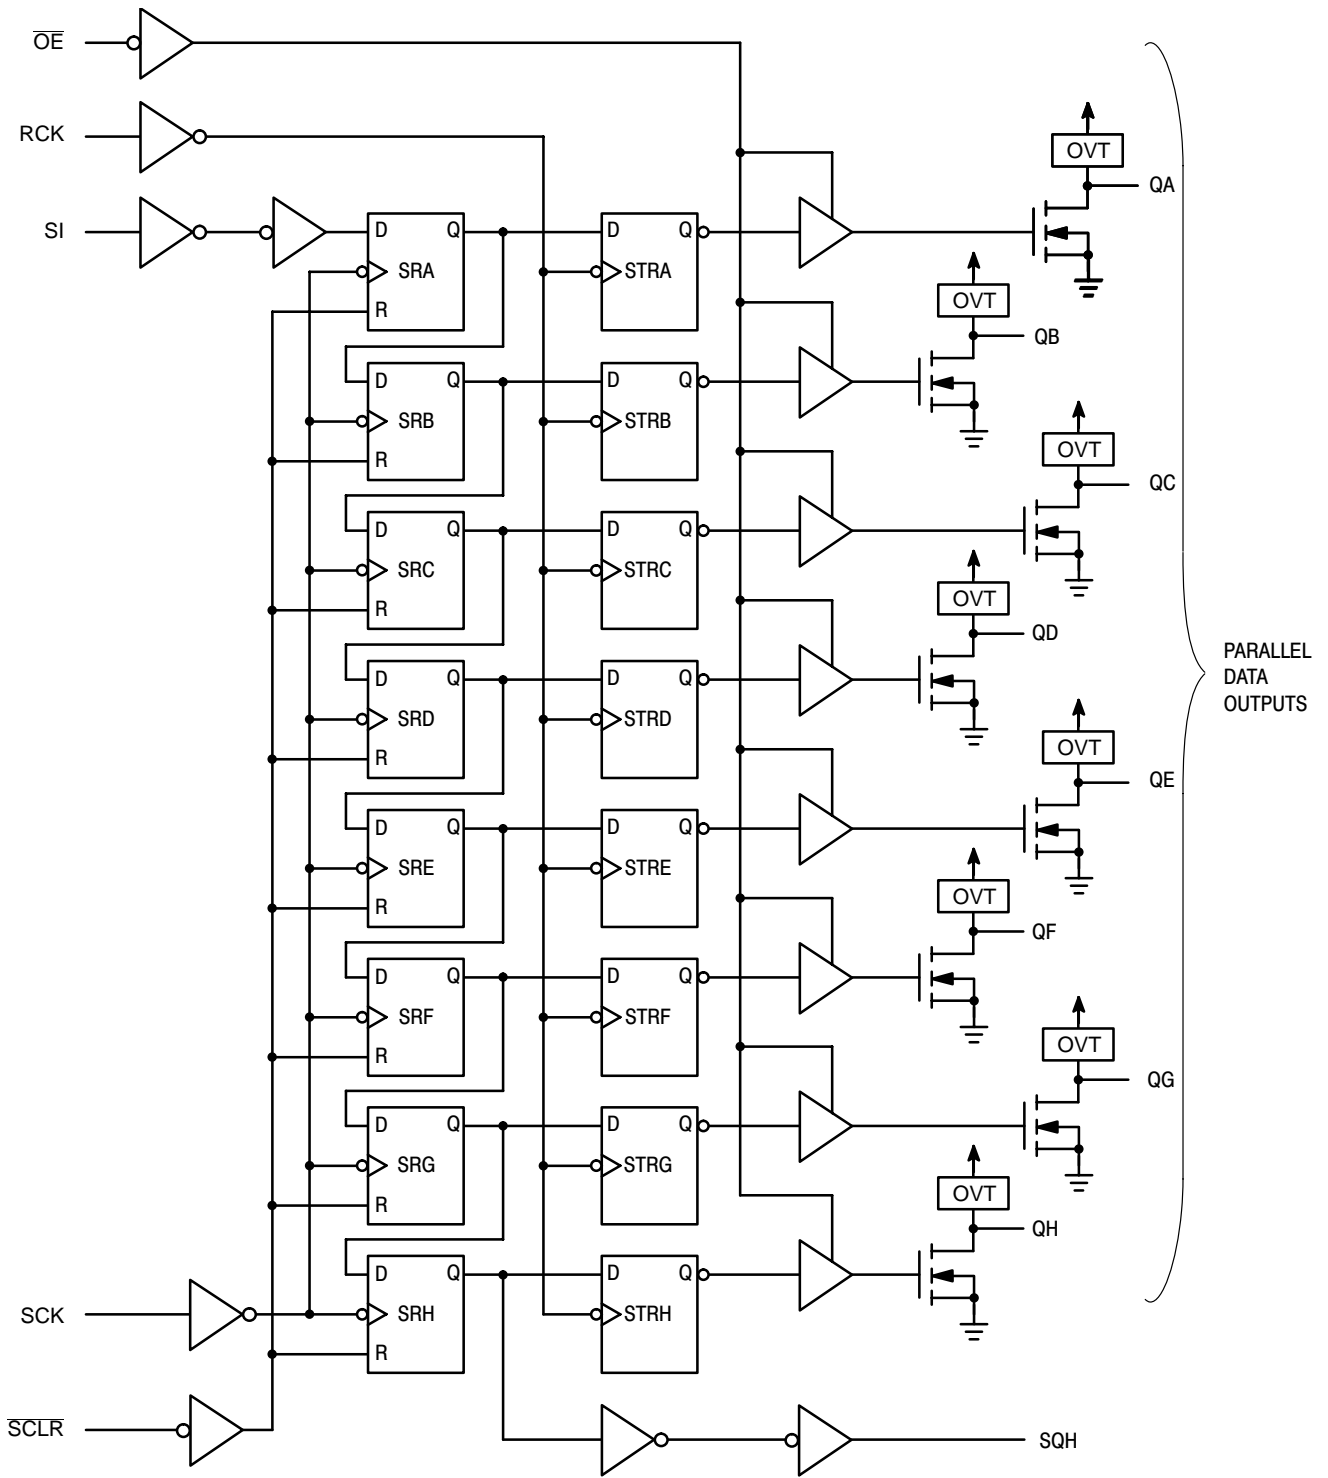 OE
RCK
OVT
QA
SI
D Q
SRA
R
D Q
STRA
OVT
QB
D Q
SRB
R
D Q
STRB
OVT
QC
D Q
SRC
R
D Q
STRC
OVT
QD
D Q
SRD
R
D Q
STRD
PARALLEL
DATA
OUTPUTS
OVT
QE
D Q
SRE
R
D Q
STRE
OVT
QF
D Q
SRF
R
D Q
STRF
OVT
QG
D Q
SRG
R
D Q
STRG
OVT
QH
D Q
SRH
R
D Q
STRH
SCK
SCLR
SQH